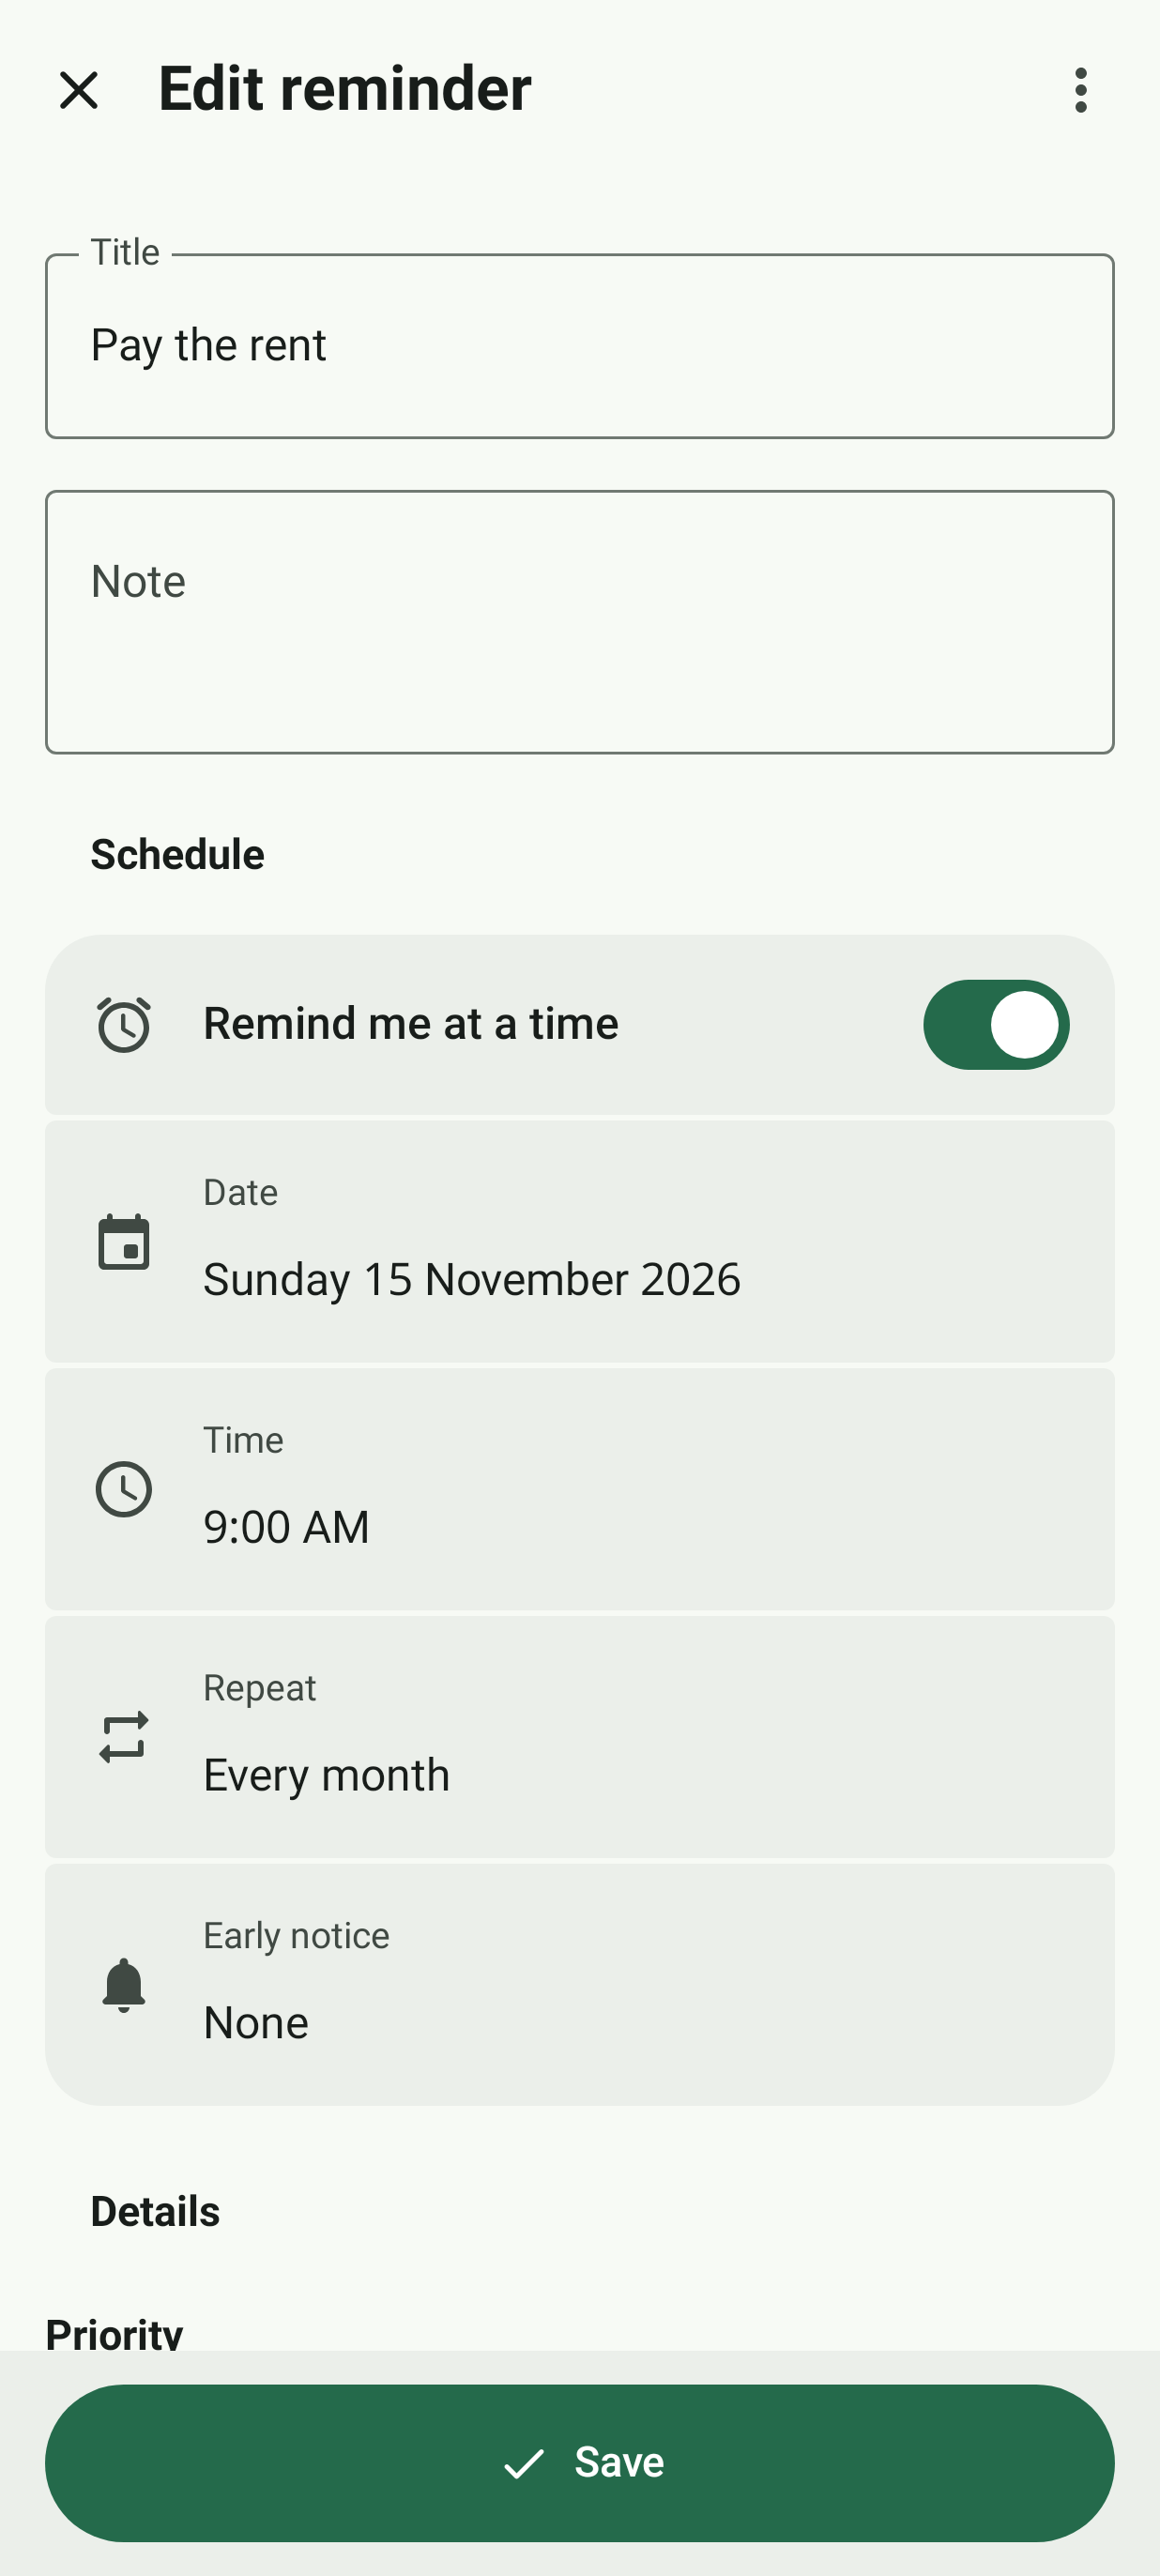 Edit reminder
Title
Pay the rent
Note
Schedule
Remind me at a time
Date
Sunday 15 November 2026
Time
9:00 AM
Repeat
Every month
Early notice
None
Details
Priority
Save